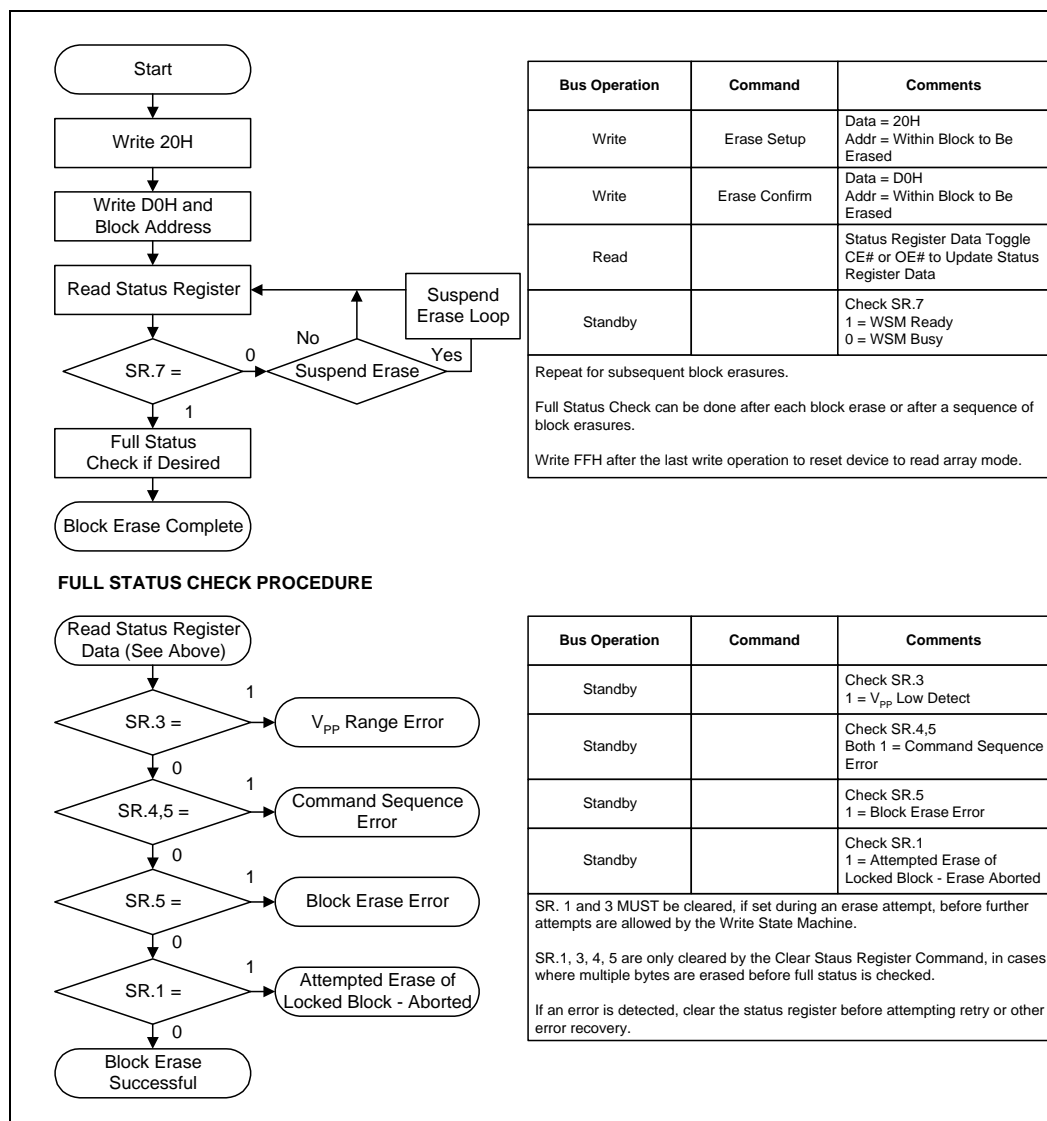 Start
Write 20H
Write D0H and
Block Address
Read Status Register
Suspend
Erase Loop
No
Yes
0
SR.7 =
Suspend Erase
1
Full Status
Check if Desired
Block Erase Complete
Bus Operation Command Comments
Write Erase Setup Data = 20H
Addr = Within Block to Be
Erased
Write Erase Confirm Data = D0H
Addr = Within Block to Be
Erased
Read Status Register Data Toggle
CE# or OE# to Update Status
Register Data
Standby Check SR.7
1 = WSM Ready
0 = WSM Busy
Repeat for subsequent block erasures.
Full Status Check can be done after each block erase or after a sequence of
block erasures.
Write FFH after the last write operation to reset device to read array mode.
FULL STATUS CHECK PROCEDURE
Read Status Register
Data (See Above)
1
SR.3 =
VPP Range Error
0
1
SR.4,5 =
Command Sequence
Error
0
1
SR.5 =
Block Erase Error
0
1
SR.1 =
Attempted Erase of
Locked Block - Aborted
0
Block Erase
Successful
Bus Operation Command Comments
Standby Check SR.3
1 = VPP Low Detect
Standby Check SR.4,5
Both 1 = Command Sequence
Error
Standby Check SR.5
1 = Block Erase Error
Standby Check SR.1
1 = Attempted Erase of
Locked Block - Erase Aborted
SR. 1 and 3 MUST be cleared, if set during an erase attempt, before further
attempts are allowed by the Write State Machine.
SR.1, 3, 4, 5 are only cleared by the Clear Staus Register Command, in cases
where multiple bytes are erased before full status is checked.
If an error is detected, clear the status register before attempting retry or other
error recovery.